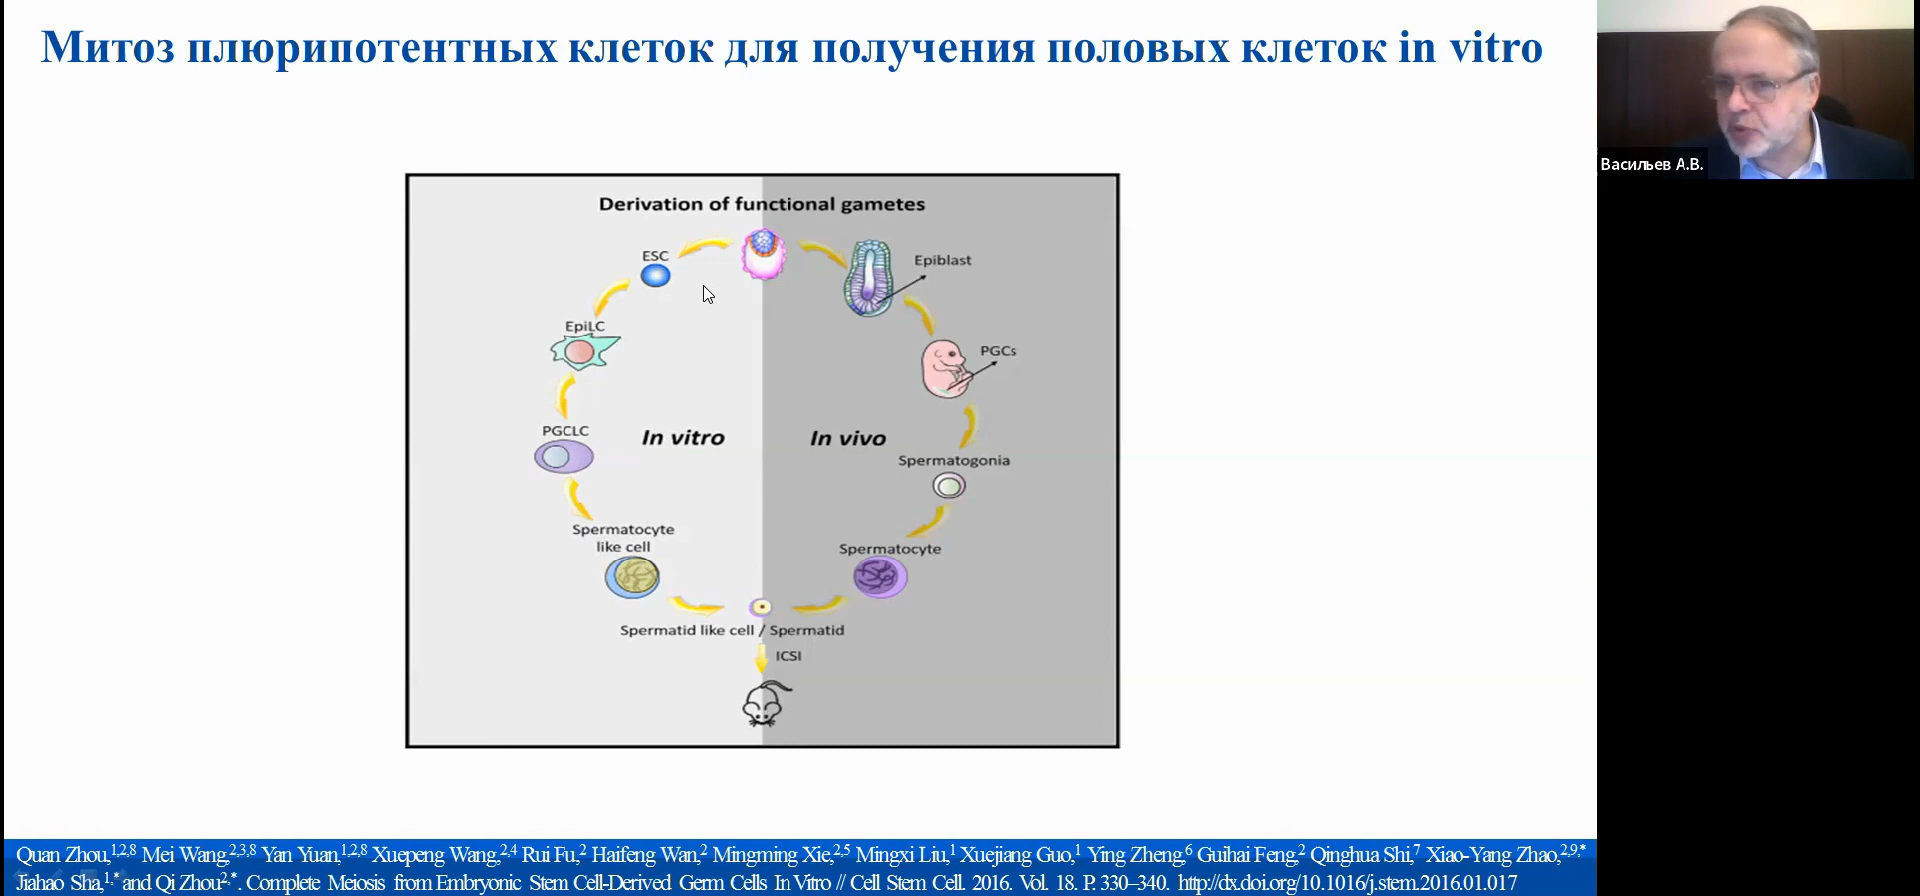 Митоз плюрипотентных клеток для получения половых клеток in vitro
Васильев А.В.
Derivation of functional gametes
ESC
Epiblast
EpiLC
PGCs
PGCLC
In vitro
In vivo
Spermatogonia
Spermatocyte
like cell
Spermatocyte
Spermatid like cell / Spermatid
ICSI
Quan Zhou,1,2,8 Mei Wang,2,3,8 Yan Yuan,1,2,8 Xuepeng Wang,2,4 Rui Fu,2 Haifeng Wan,2 Mingming Xie,2,5 Mingxi Liu,1 Xuejiang Guo,1 Ying Zheng,6 Guihai Feng,2 Qinghua Shi,7 Xiao-Yang Zhao,2,9,*
Jiahao Sha,1,* and Qi Zhou2,*. Complete Meiosis from Embryonic Stem Cell-Derived Germ Cells In Vitro // Cell Stem Cell. 2016. Vol. 18. P. 330–340. http://dx.doi.org/10.1016/j.stem.2016.01.017